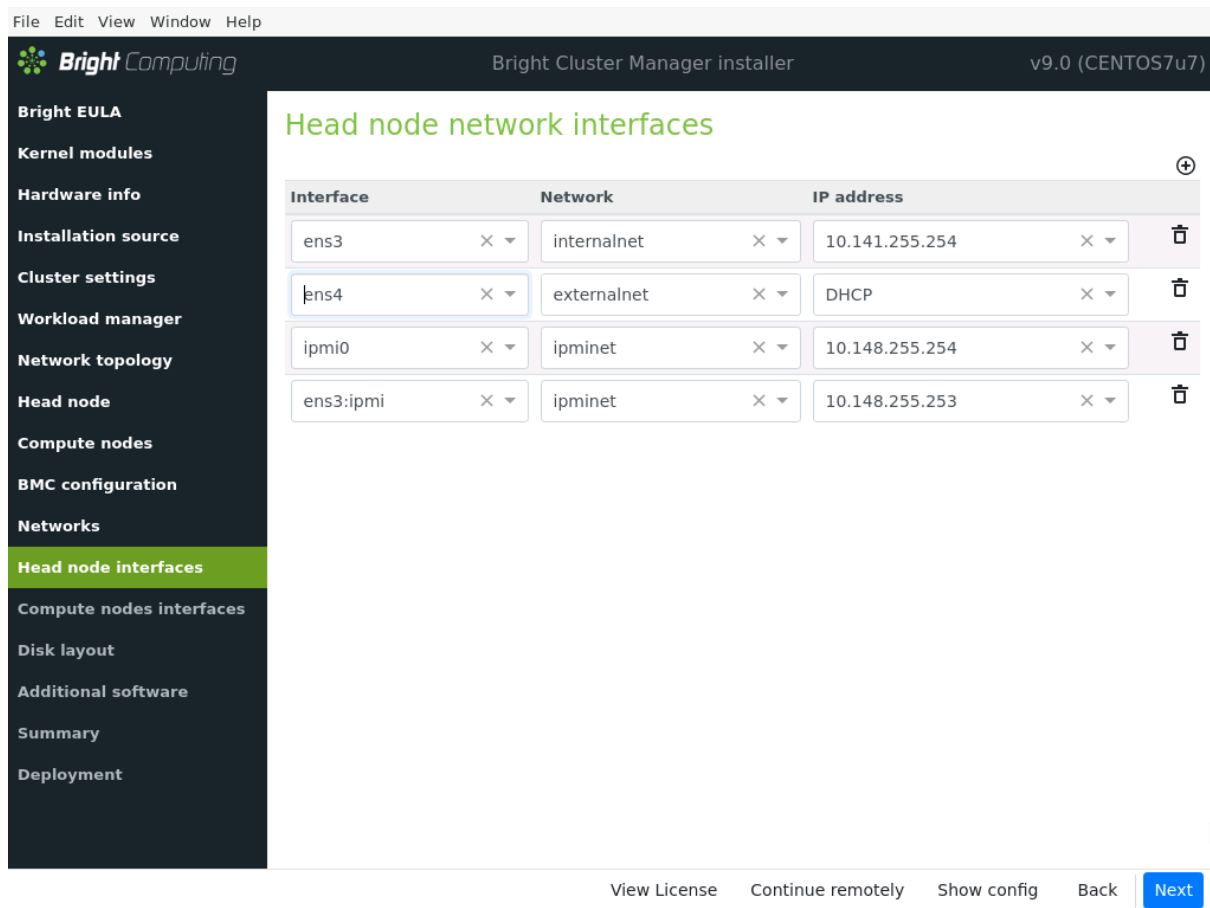 File Edit View Window Help
Bright Computing
Bright Cluster Manager installer
v9.0 (CENTOS7u7)
Bright EULA
Kernel modules
Hardware info
Installation source
Cluster settings
Workload manager
Network topology
Head node
Compute nodes
BMC configuration
Networks
Head node interfaces
Compute nodes interfaces
Disk layout
Additional software
Summary
Deployment
Head node network interfaces
Interface Network IP address
ens3 internalnet 10.141.255.254
ens4 externalnet DHCP
ipmi0 ipminet 10.148.255.254
ens3:ipmi ipminet 10.148.255.253
View License Continue remotely Show config Back Next